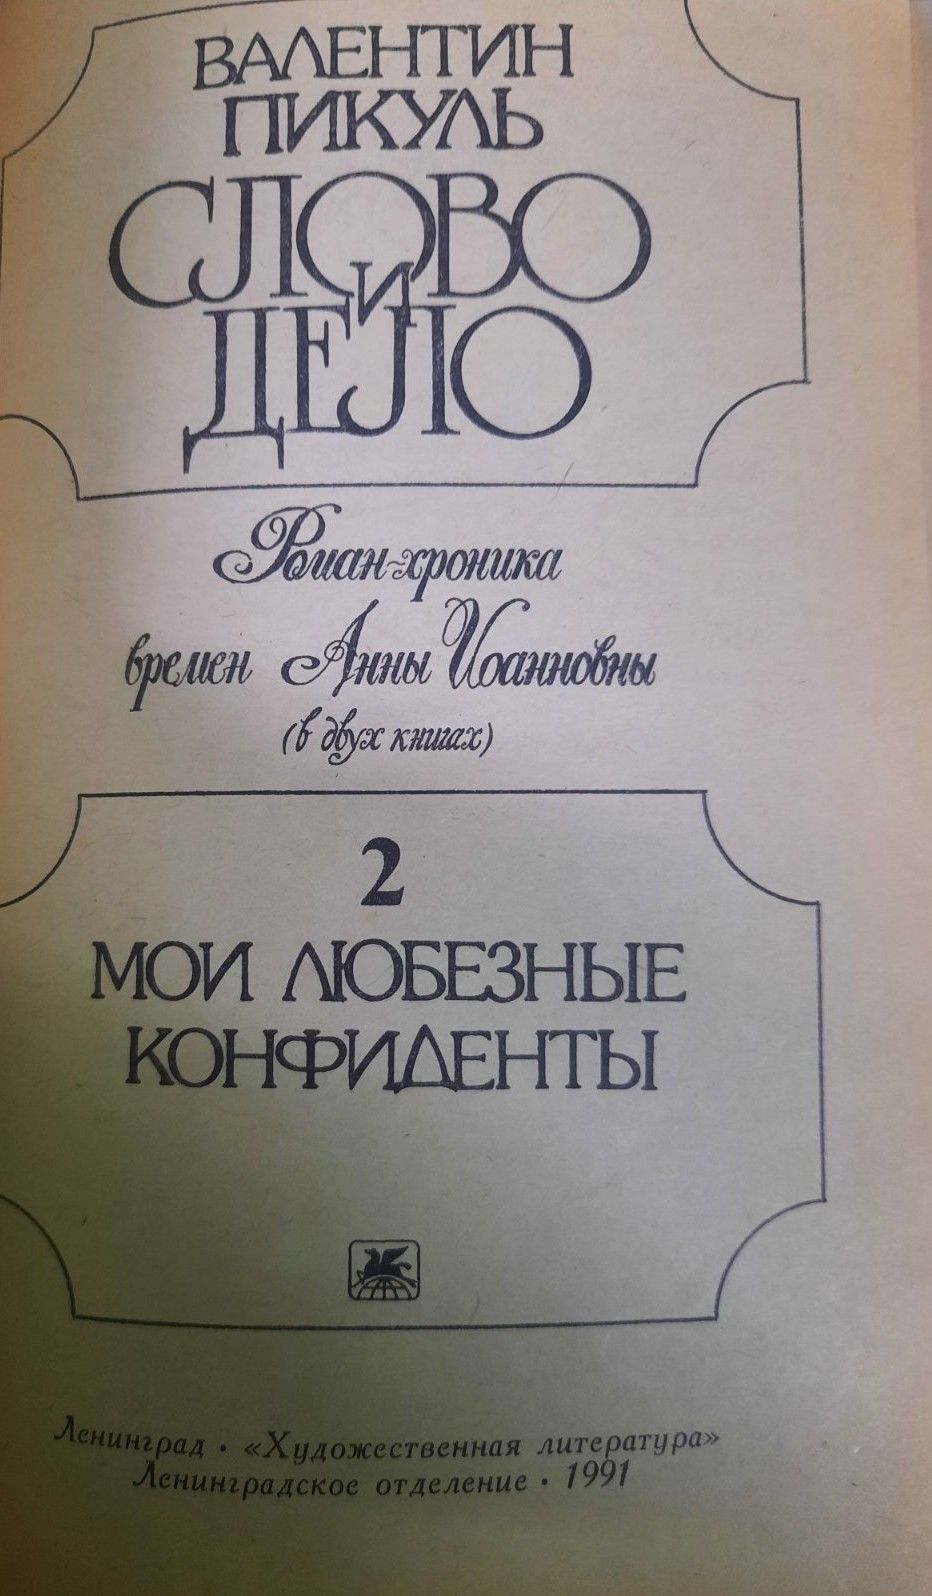 ВАЛЕНТИН
ПИКУЛЬ
СЛОВО
И
ДЕЛО
Роман-хроника
времен Анны Иоанновны
(в двух книгах)
2
МОИ ЛЮБЕЗНЫЕ
КОНФИДЕНТЫ
Ленинград • «Художественная литература»
Ленинградское отделение • 1991